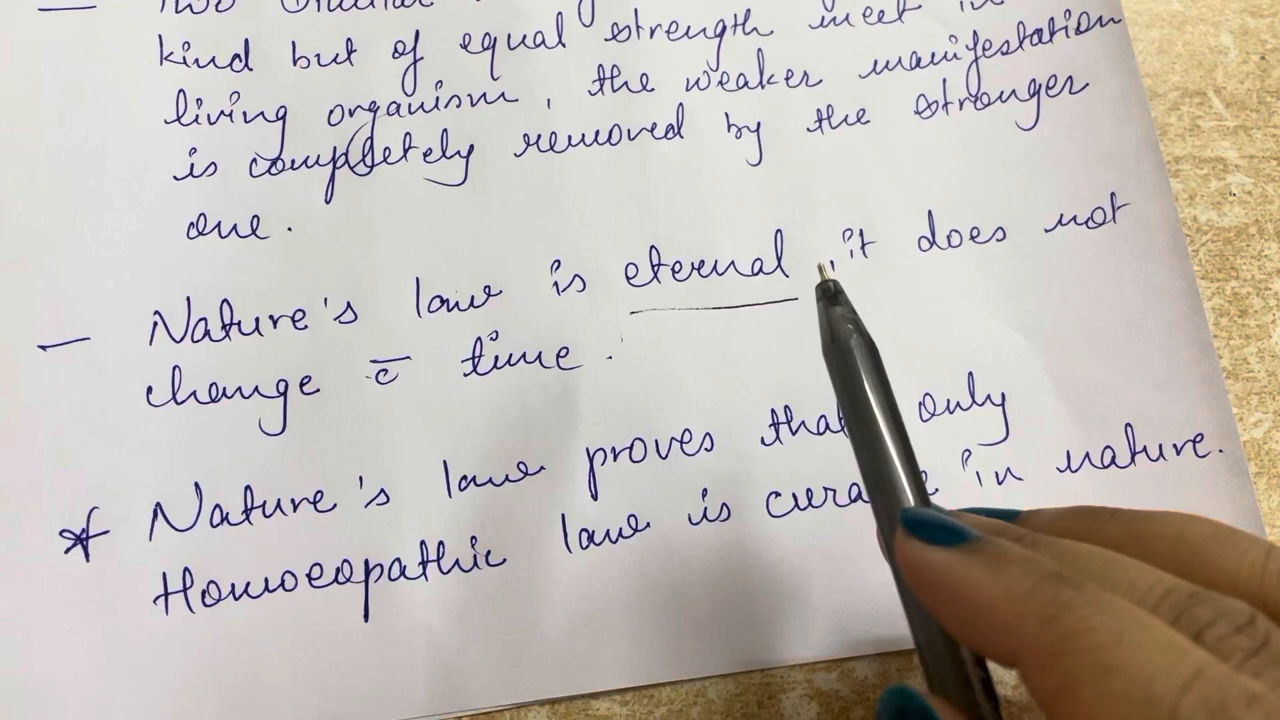 kind but of equal strength meet in
living organism, the weaker manifestation
is completely removed by the stronger
one.
— Nature's law is eternal, it does not
change c̄ time.
* Nature's law proves that only
Homoeopathic law is in nature.